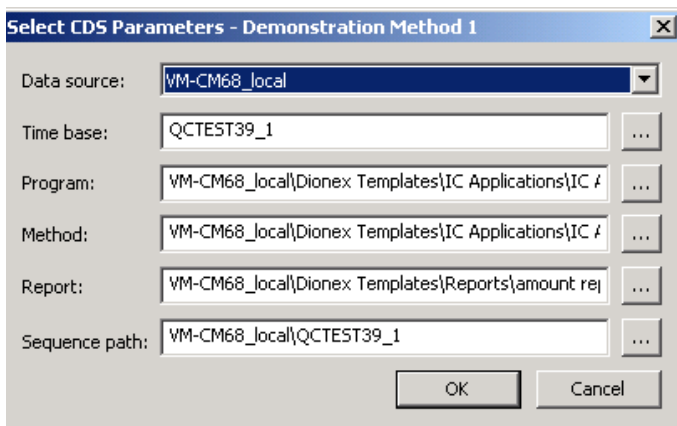 Select CDS Parameters - Demonstration Method 1
Data source: VM-CM68_local
Time base: QCTEST39_1 ...
Program: VM-CM68_local\Dionex Templates\IC Applications\IC ...
Method: VM-CM68_local\Dionex Templates\IC Applications\IC ...
Report: VM-CM68_local\Dionex Templates\Reports\amount ...
Sequence path: VM-CM68_local\QCTEST39_1 ...
OK Cancel